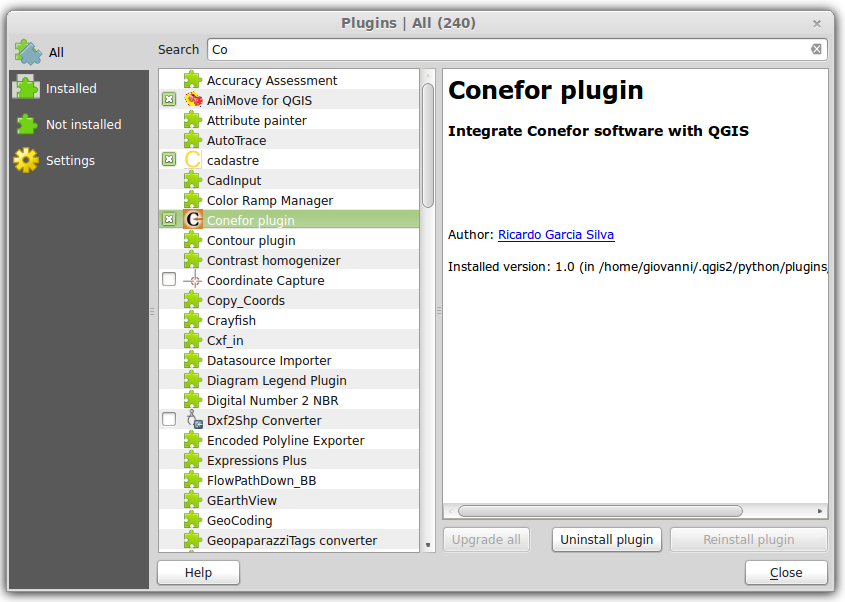 Plugins | All (240)
All
Installed
Not installed
Settings
Search
Co
Accuracy Assessment
AniMove for QGIS
Attribute painter
AutoTrace
cadastre
CadInput
Color Ramp Manager
Conefor plugin
Contour plugin
Contrast homogenizer
Coordinate Capture
Copy_Coords
Crayfish
Cxf_in
Datasource Importer
Diagram Legend Plugin
Digital Number 2 NBR
Dxf2Shp Converter
Encoded Polyline Exporter
Expressions Plus
FlowPathDown_BB
GEarthView
GeoCoding
GeopaparazziTags converter
Conefor plugin
Integrate Conefor software with QGIS
Author: Ricardo Garcia Silva
Installed version: 1.0 (in /home/giovanni/.qgis2/python/plugins
Upgrade all
Uninstall plugin
Reinstall plugin
Help
Close